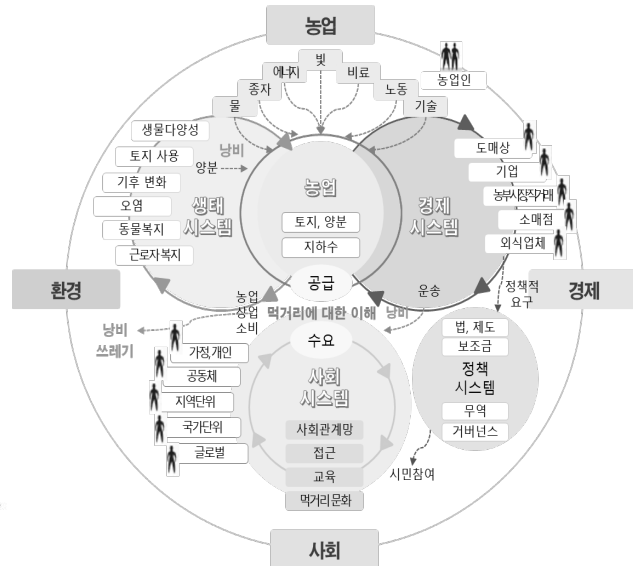 농업
빛
에너지
비료
종자
노동
물
기술
농업인
생물다양성
낭비
토지 사용
양분
기후 변화
오염
동물복지
근로자복지
생태
시스템
농업
토지, 양분
지하수
공급
경제
시스템
도매상
기업
농부시장,직거래
소매점
외식업체
환경
경제
운송
정책적
요구
농업
상업
소비
먹거리에 대한 이해
낭비
낭비
쓰레기
수요
가정,개인
공동체
지역단위
국가단위
글로벌
사회
시스템
사회관계망
접근
교육
먹거리문화
법, 제도
보조금
정책
시스템
무역
거버넌스
시민참여
사회